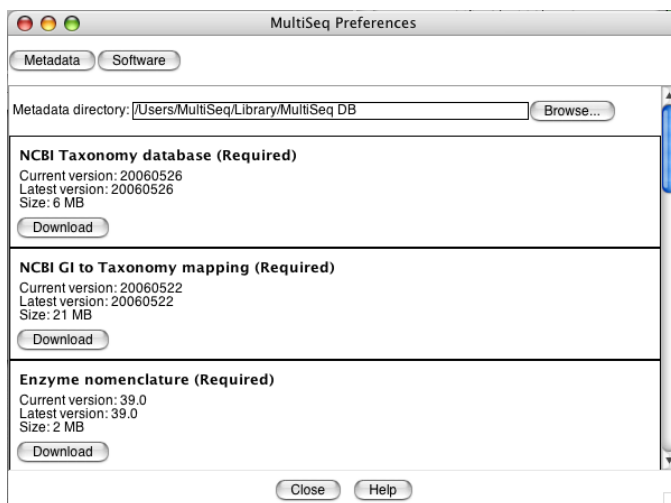 MultiSeq Preferences
Metadata Software
Metadata directory: /Users/MultiSeq/Library/MultiSeq DB Browse...
NCBI Taxonomy database (Required)
Current version: 20060526
Latest version: 20060526
Size: 6 MB
Download
NCBI GI to Taxonomy mapping (Required)
Current version: 20060522
Latest version: 20060522
Size: 21 MB
Download
Enzyme nomenclature (Required)
Current version: 39.0
Latest version: 39.0
Size: 2 MB
Download
Close Help